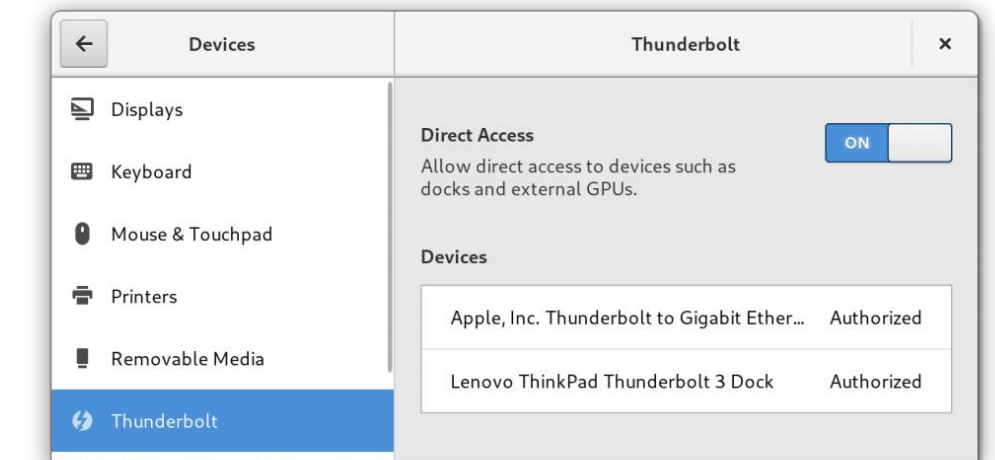 Devices
Thunderbolt
Displays
Keyboard
Mouse & Touchpad
Printers
Removable Media
Thunderbolt
Direct Access
ON
Allow direct access to devices such as
docks and external GPUs.
Devices
Apple, Inc. Thunderbolt to Gigabit Ether... Authorized
Lenovo ThinkPad Thunderbolt 3 Dock Authorized